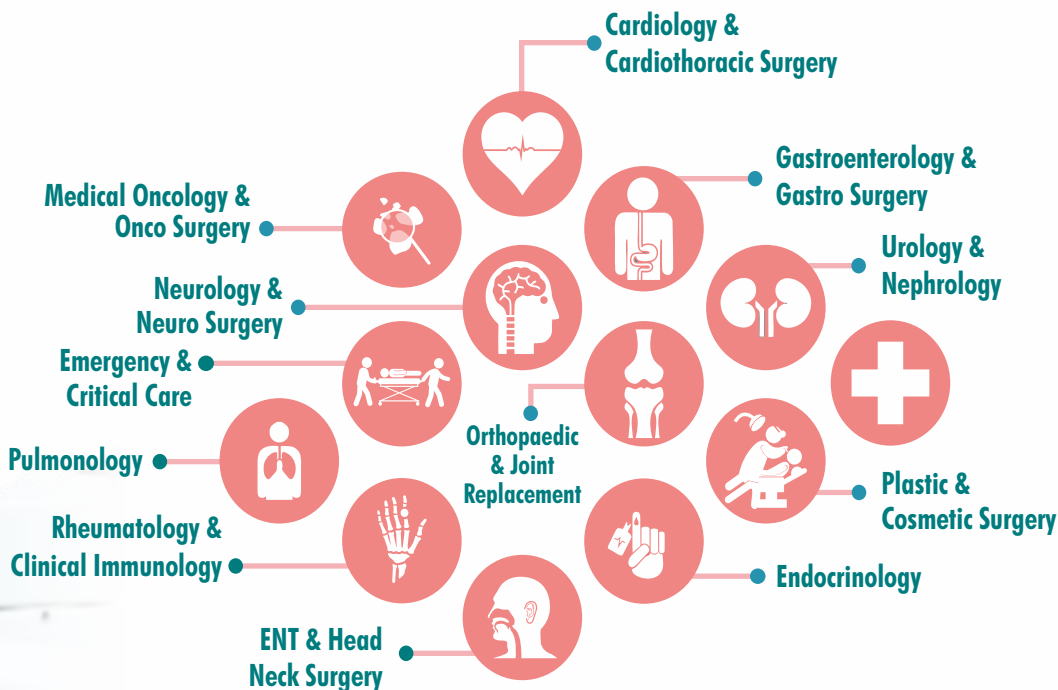 Cardiology &
Cardiothoracic Surgery
Gastroenterology &
Gastro Surgery
Medical Oncology &
Onco Surgery
Urology &
Nephrology
Neurology &
Neuro Surgery
Emergency &
Critical Care
Orthopaedic
& Joint
Replacement
Pulmonology
Plastic &
Cosmetic Surgery
Rheumatology &
Clinical Immunology
Endocrinology
ENT & Head
Neck Surgery